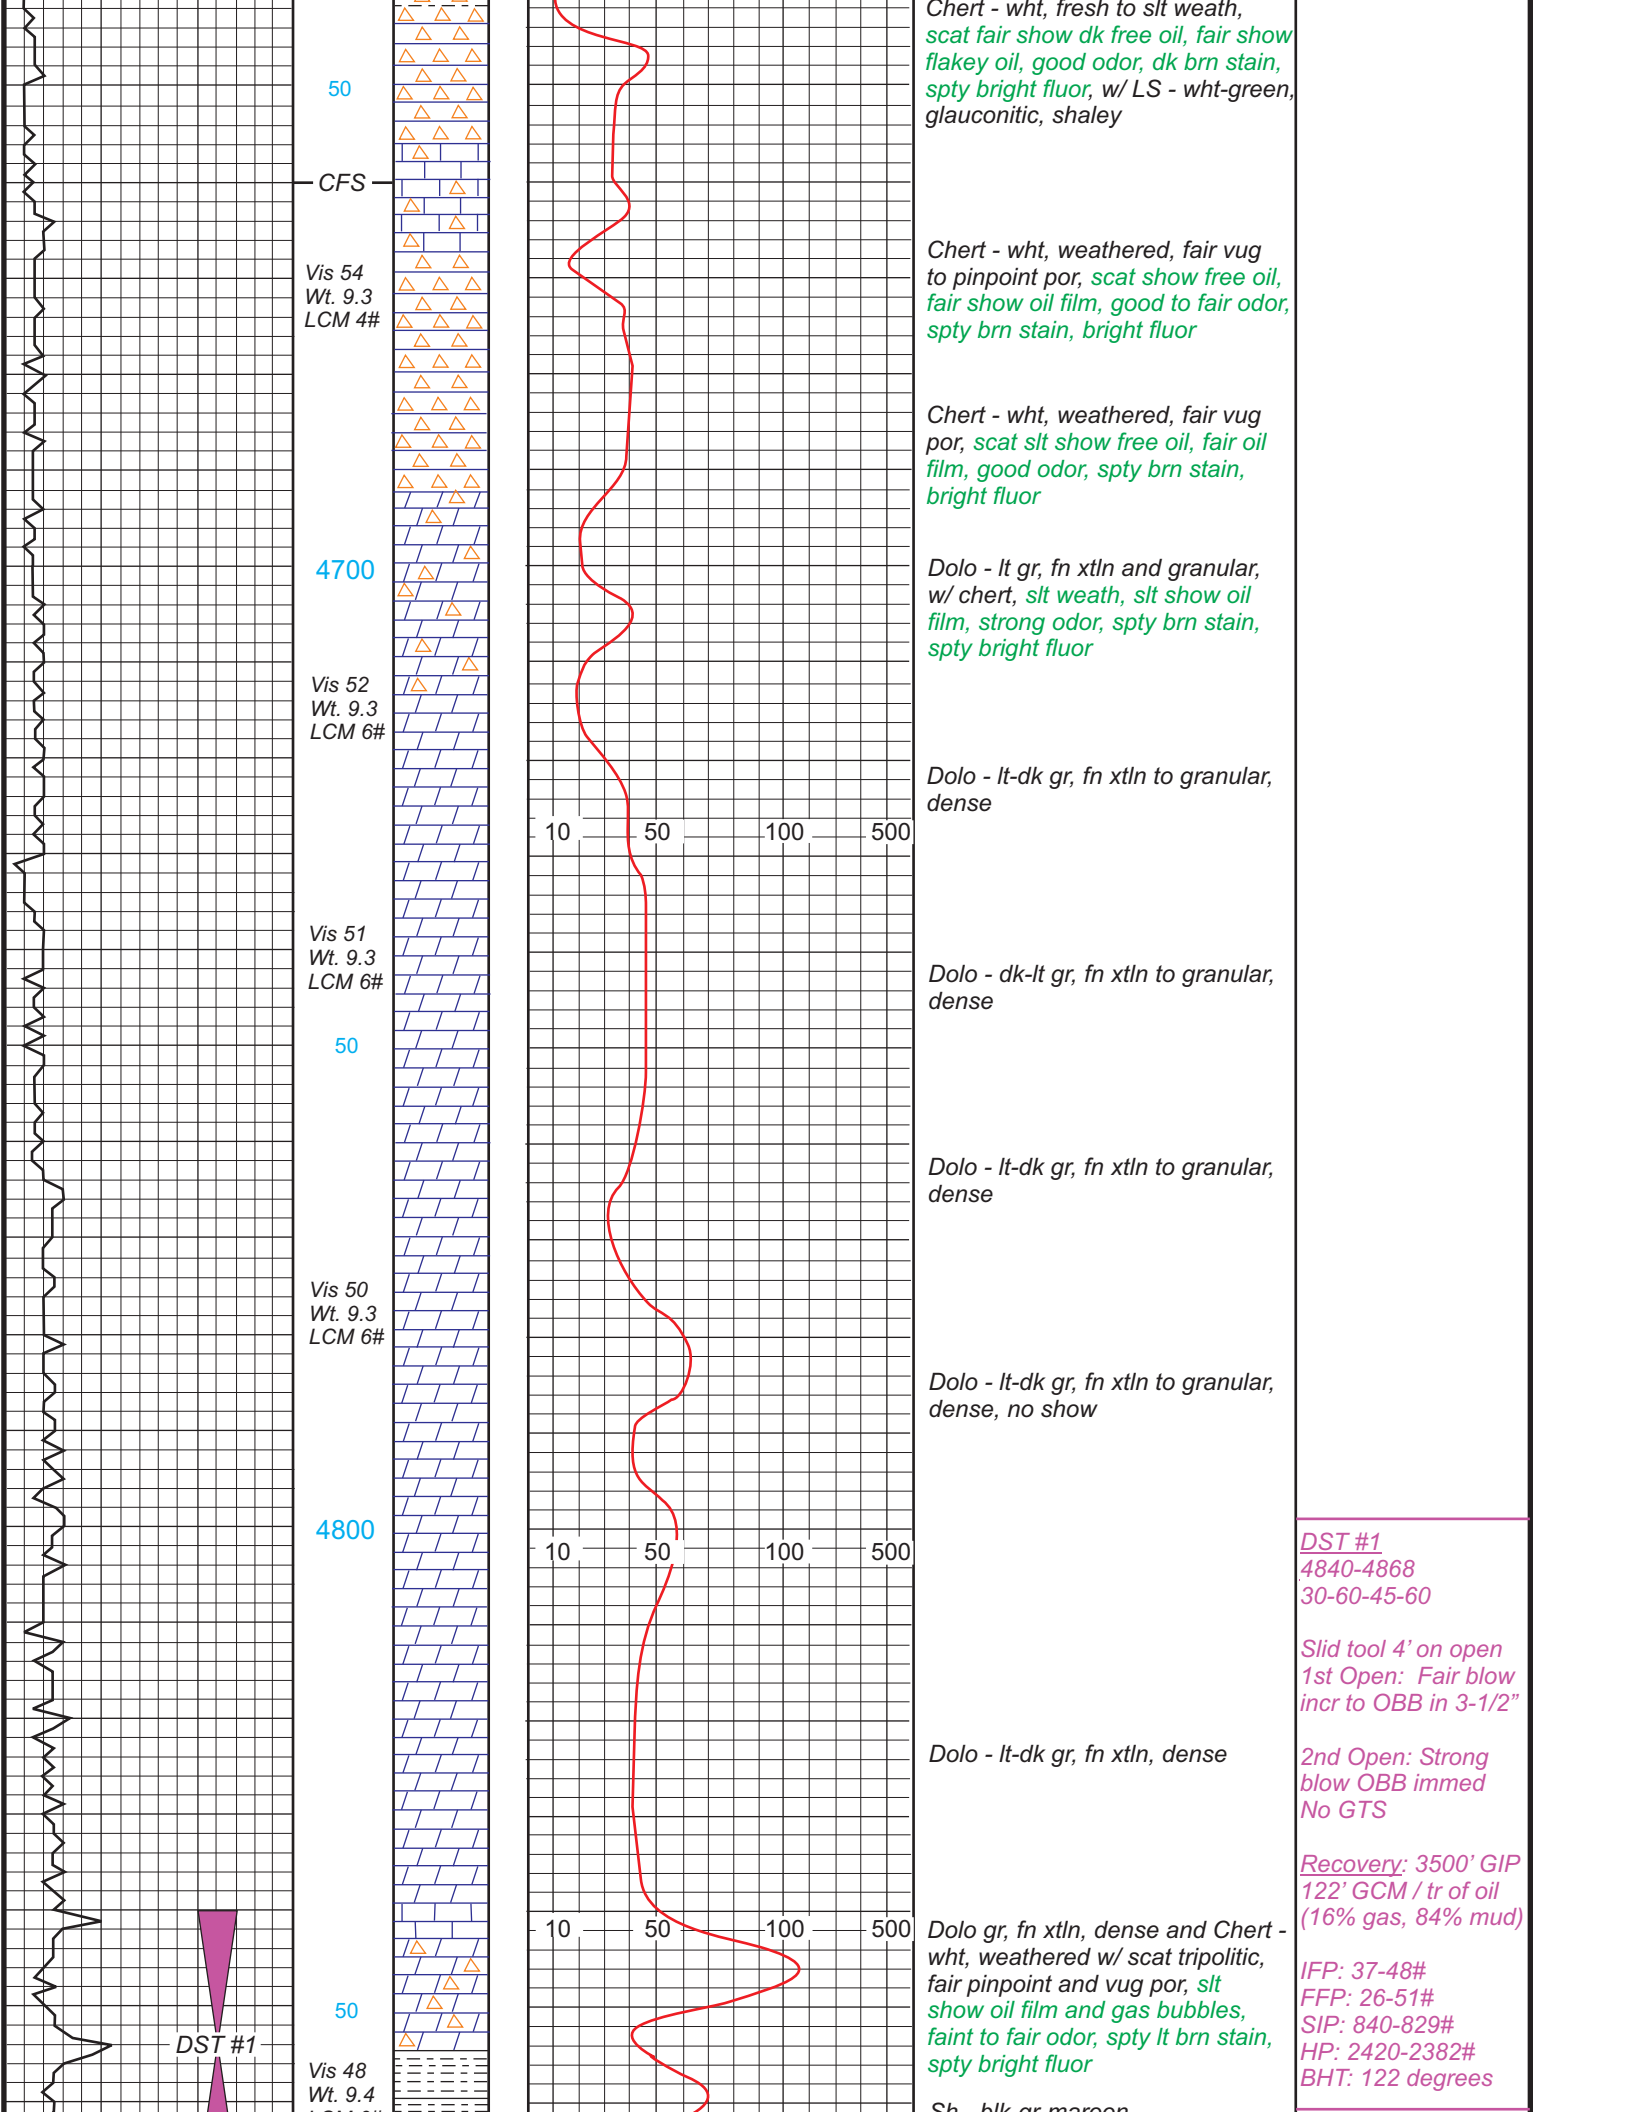 Chert - wht, fresh to slt weath,
scat fair show dk free oil, fair show
flakey oil, good odor, dk brn stain,
spty bright fluor, w/ LS - wht-green,
glauconitic, shaley
50
CFS
Chert - wht, weathered, fair vug
to pinpoint por, scat show free oil,
fair show oil film, good to fair odor,
spty brn stain, bright fluor
Vis 54
Wt. 9.3
LCM 4#
Chert - wht, weathered, fair vug
por, scat slt show free oil, fair oil
film, good odor, spty brn stain,
bright fluor
4700
Dolo - lt gr, fn xtln and granular,
w/ chert, slt weath, slt show oil
film, strong odor, spty brn stain,
spty bright fluor
Vis 52
Wt. 9.3
LCM 6#
Dolo - lt-dk gr, fn xtln to granular,
dense
10 50 100 500
Vis 51
Wt. 9.3
LCM 6#
Dolo - dk-lt gr, fn xtln to granular,
dense
50
Dolo - lt-dk gr, fn xtln to granular,
dense
Vis 50
Wt. 9.3
LCM 6#
Dolo - lt-dk gr, fn xtln to granular,
dense, no show
4800
10 50 100 500
DST #1
4840-4868
30-60-45-60
Slid tool 4' on open
1st Open: Fair blow
incr to OBB in 3-1/2"
2nd Open: Strong
blow OBB immed
No GTS
Dolo - lt-dk gr, fn xtln, dense
Recovery: 3500' GIP
122' GCM / tr of oil
(16% gas, 84% mud)
IFP: 37-48#
FFP: 26-51#
SIP: 840-829#
HP: 2420-2382#
BHT: 122 degrees
10 50 100 500
Dolo gr, fn xtln, dense and Chert -
wht, weathered w/ scat tripolitic,
fair pinpoint and vug por, slt
show oil film and gas bubbles,
faint to fair odor, spty lt brn stain,
spty bright fluor
50
DST #1
Vis 48
Wt. 9.4
Sh - blk gr maroon